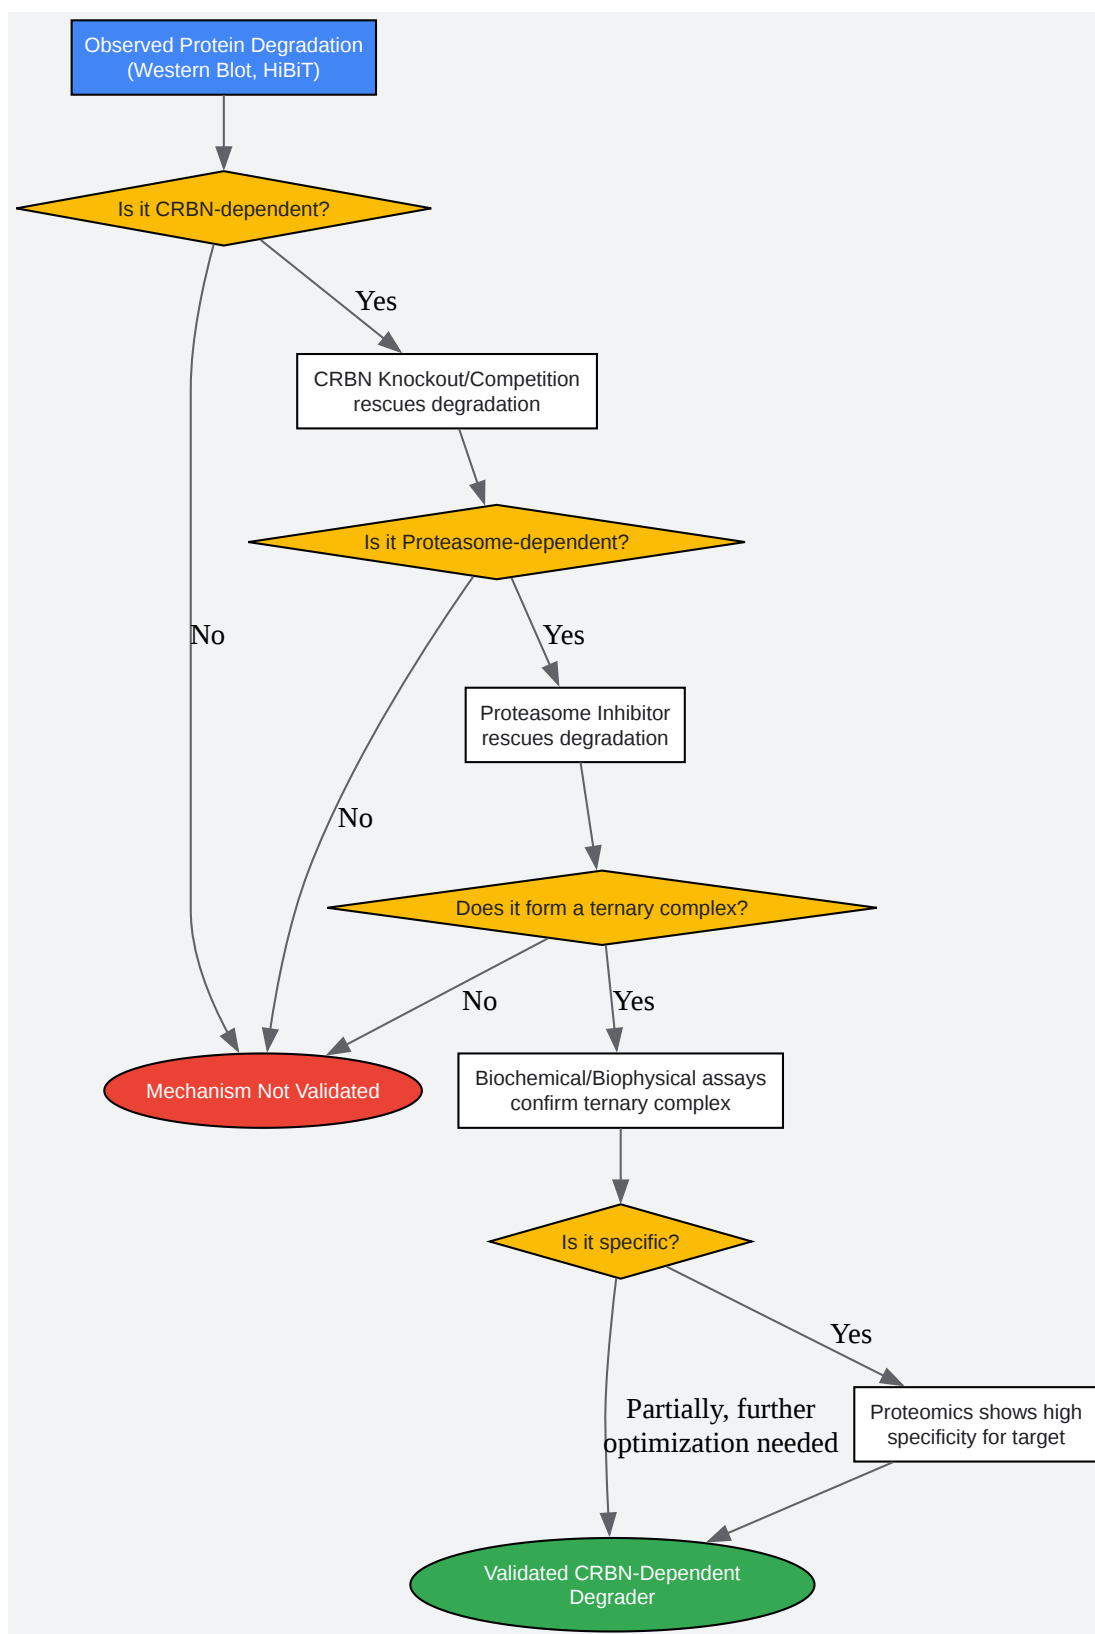 Observed Protein Degradation
(Western Blot, HiBiT)
Is it CRBN-dependent?
Yes
CRBN Knockout/Competition
rescues degradation
Is it Proteasome-dependent?
No
Yes
Proteasome Inhibitor
rescues degradation
No
Does it form a ternary complex?
No
Yes
Mechanism Not Validated
Biochemical/Biophysical assays
confirm ternary complex
Is it specific?
Yes
Partially, further
optimization needed
Proteomics shows high
specificity for target
Validated CRBN-Dependent
Degrader